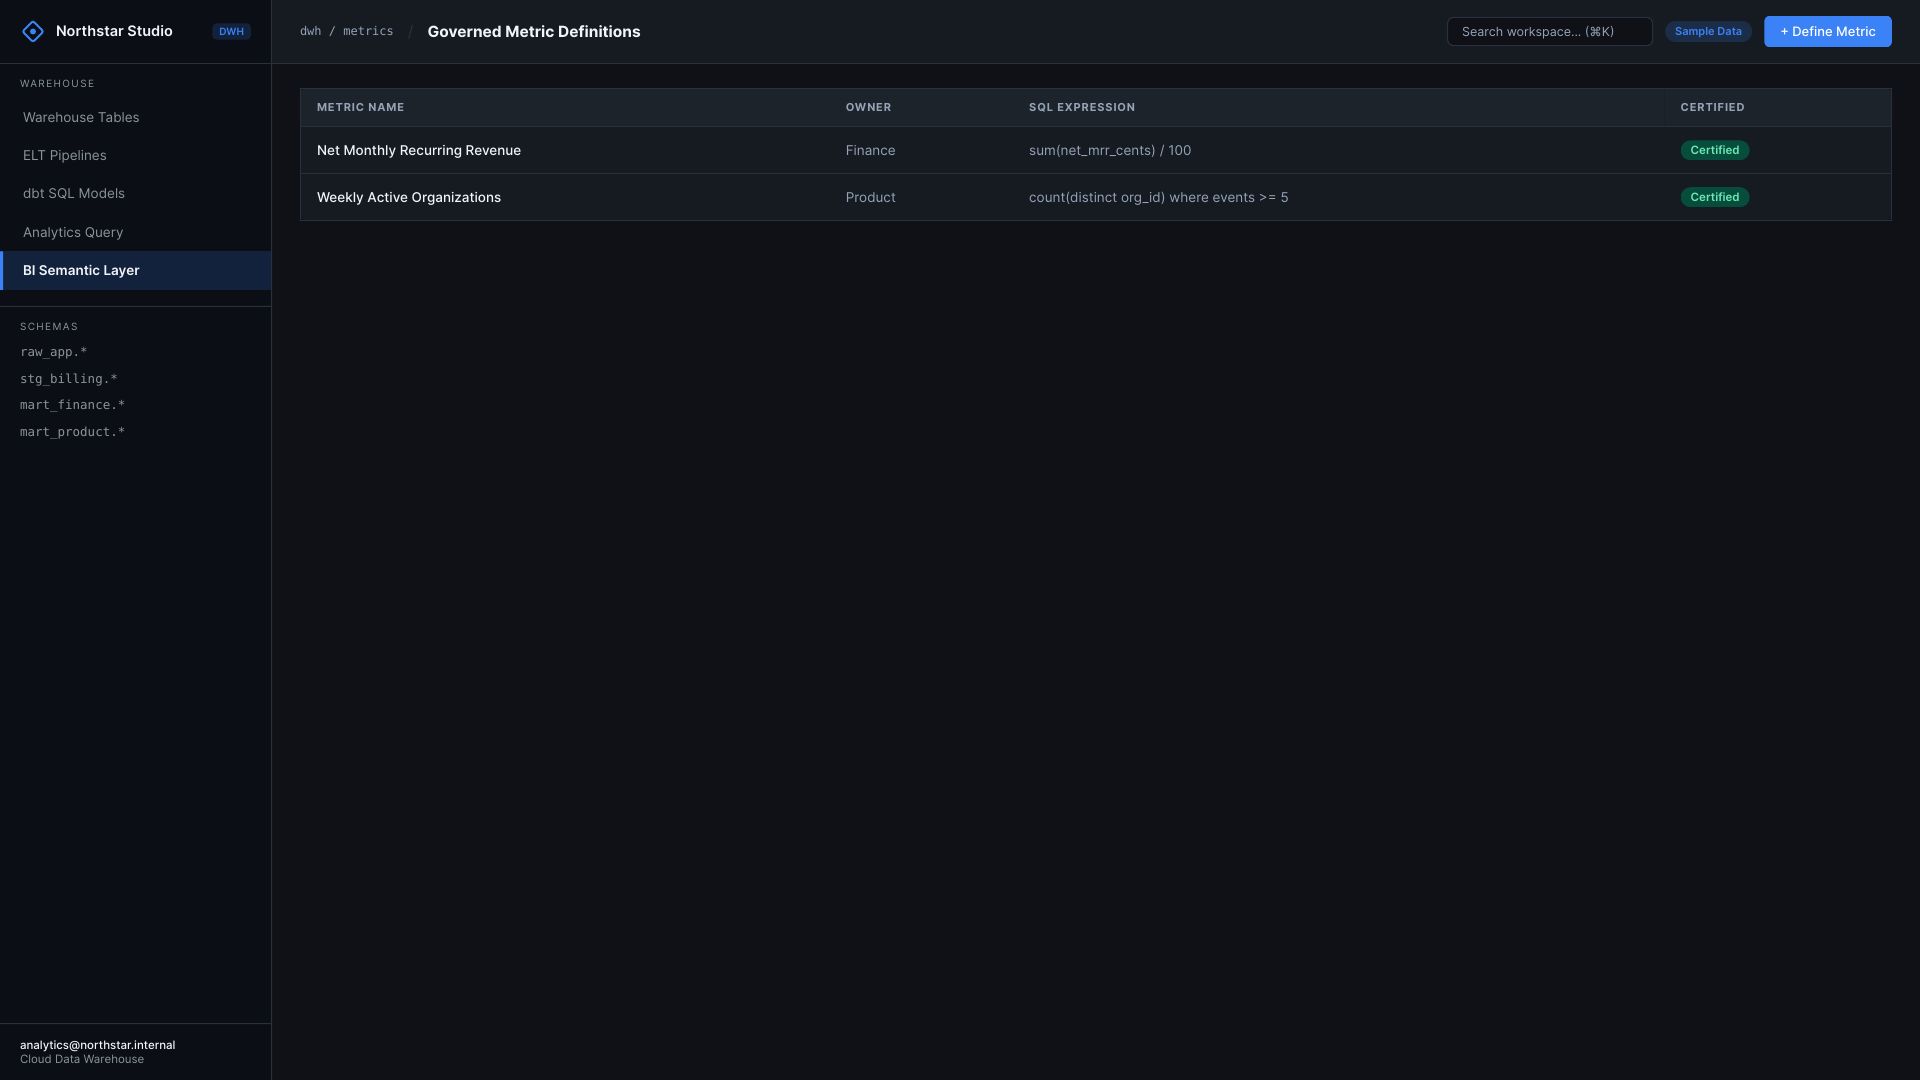 Northstar Studio
DWH
WAREHOUSE
Warehouse Tables
ELT Pipelines
dbt SQL Models
Analytics Query
BI Semantic Layer
SCHEMAS
raw_app.*
stg_billing.*
mart_finance.*
mart_product.*
analytics@northstar.internal
Cloud Data Warehouse
dwh / metrics / Governed Metric Definitions
Search workspace... (⌘K)
Sample Data
+ Define Metric
METRIC NAME OWNER SQL EXPRESSION CERTIFIED
Net Monthly Recurring Revenue Finance sum(net_mrr_cents) / 100 Certified
Weekly Active Organizations Product count(distinct org_id) where events >= 5 Certified